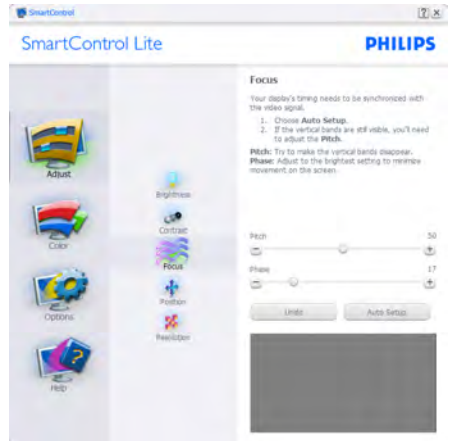 SmartControl
SmartControl Lite
PHILIPS
Adjust
Color
Options
Help
Brightness
Contrast
Focus
Position
Resolution
Focus
Your display's timing needs to be synchronized with
the video signal.
1. Choose Auto Setup.
2. If the vertical bands are still visible, you'll need
to adjust the Pitch.
Pitch: Try to make the vertical bands disappear.
Phase: Adjust to the brightest setting to minimize
movement on the screen.
Pitch 50
Phase 17
Undo Auto Setup